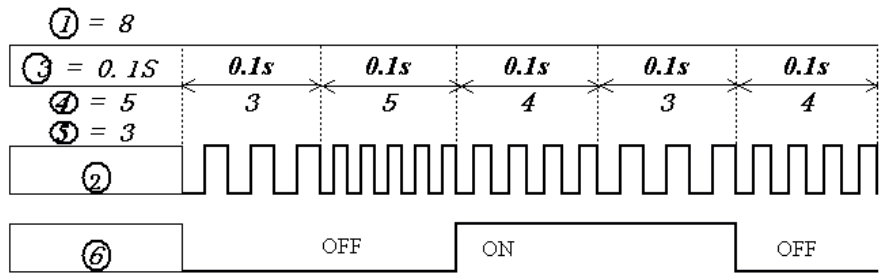 ① = 8
③ = 0.1S 0.1s 0.1s 0.1s 0.1s 0.1s
④ = 5 3 5 4 3 4
⑤ = 3
②
⑥ OFF ON OFF